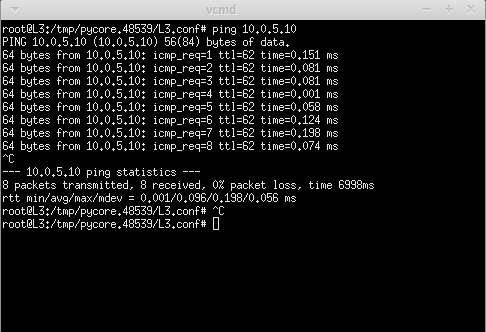 vcmd
root@L3:/tmp/pycore.48539/L3.conf# ping 10.0.5.10
PING 10.0.5.10 (10.0.5.10) 56(84) bytes of data.
64 bytes from 10.0.5.10: icmp_req=1 ttl=62 time=0.151 ms
64 bytes from 10.0.5.10: icmp_req=2 ttl=62 time=0.081 ms
64 bytes from 10.0.5.10: icmp_req=3 ttl=62 time=0.081 ms
64 bytes from 10.0.5.10: icmp_req=4 ttl=62 time=0.001 ms
64 bytes from 10.0.5.10: icmp_req=5 ttl=62 time=0.058 ms
64 bytes from 10.0.5.10: icmp_req=6 ttl=62 time=0.124 ms
64 bytes from 10.0.5.10: icmp_req=7 ttl=62 time=0.198 ms
64 bytes from 10.0.5.10: icmp_req=8 ttl=62 time=0.074 ms
^C
--- 10.0.5.10 ping statistics ---
8 packets transmitted, 8 received, 0% packet loss, time 6998ms
rtt min/avg/max/mdev = 0.001/0.096/0.198/0.056 ms
root@L3:/tmp/pycore.48539/L3.conf# ^C
root@L3:/tmp/pycore.48539/L3.conf#